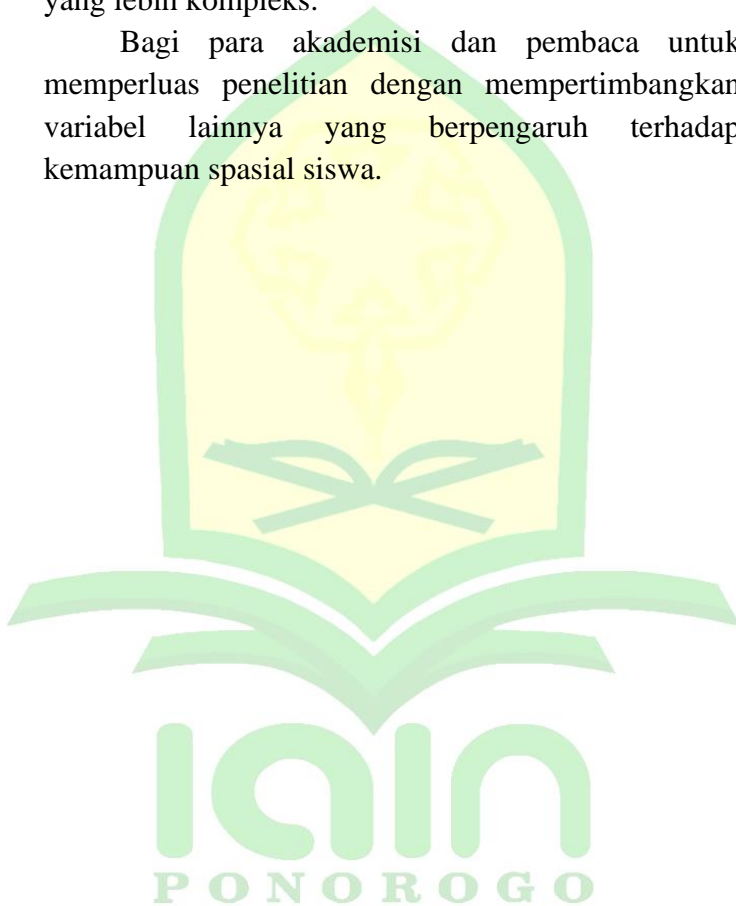 yang lebih kompleks.
Bagi para akademisi dan pembaca untuk
memperluas penelitian dengan mempertimbangkan
variabel lainnya yang berpengaruh terhadap
kemampuan spasial siswa.
iain
PONOROGO